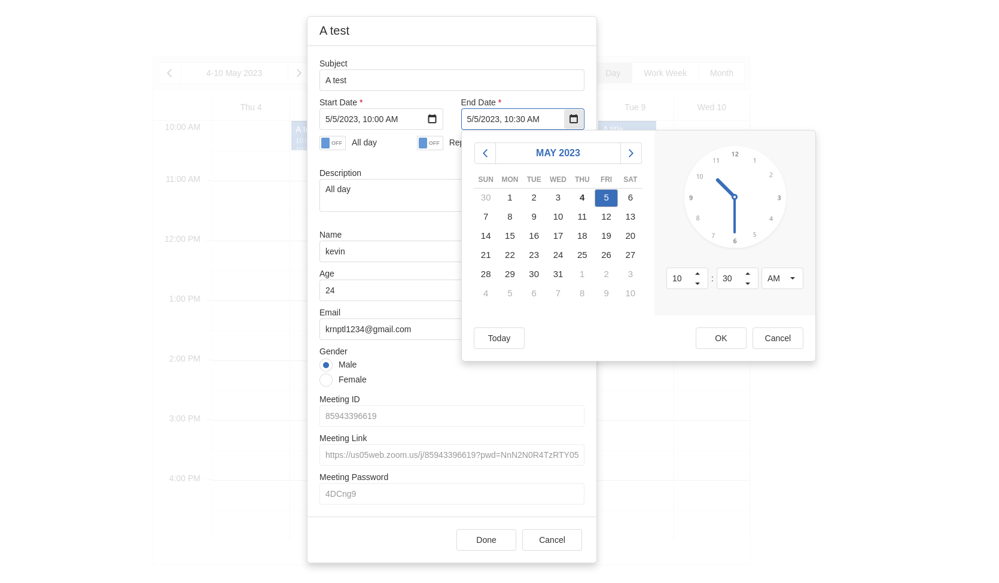 A test
4-10 May 2023
Day
Work Week
Month
Thu 4
Tue 9
Wed 10
10:00 AM
11:00 AM
12:00 PM
1:00 PM
2:00 PM
3:00 PM
4:00 PM
A title
Subject
A test
Start Date *
End Date *
5/5/2023, 10:00 AM
5/5/2023, 10:30 AM
OFF All day
OFF
Description
All day
Name
kevin
Age
24
Email
krnptl1234@gmail.com
Gender
Male
Female
Meeting ID
85943396619
Meeting Link
https://us05web.zoom.us/j/85943396619?pwd=NnN2N0R4TzRTY05
Meeting Password
4DCng9
Done
Cancel
MAY 2023
SUN MON TUE WED THU FRI SAT
30 1 2 3 4 5 6
7 8 9 10 11 12 13
14 15 16 17 18 19 20
21 22 23 24 25 26 27
28 29 30 31 1 2 3
4 5 6 7 8 9 10
12
11 1
10 2
9 3
8 4
7 5
6
10 : 30 AM
Today
OK
Cancel